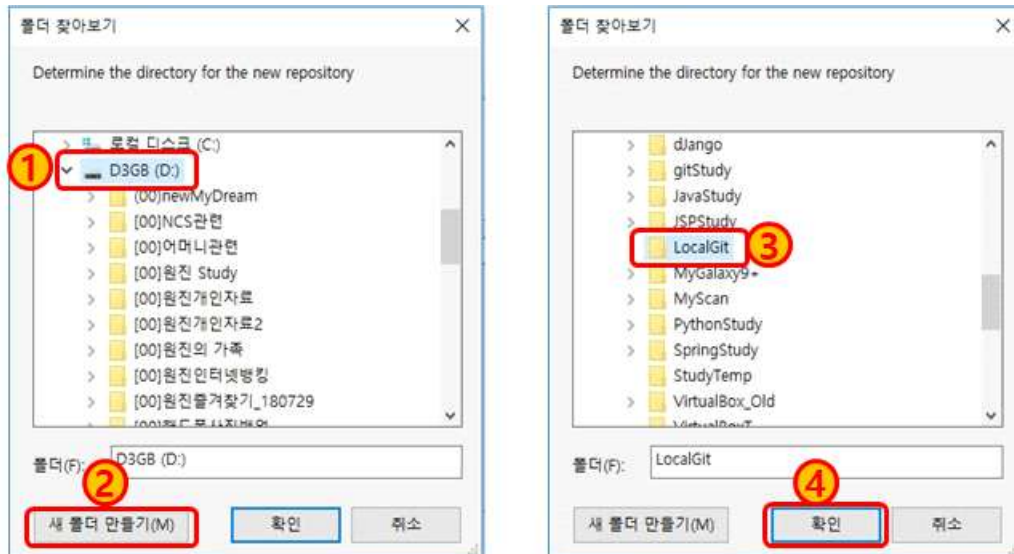 폴더 찾아보기
Determine the directory for the new repository
로컬 디스크 (C:)
1
D3GB (D:)
(00)newMyDream
[00]NCS관련
[00]어머니관련
[00]원진 Study
[00]원진개인자료
[00]원진개인자료2
[00]원진의 가족
[00]원진인터넷뱅킹
[00]원진즐겨찾기_180729
폴더(F):
D3GB (D:)
2
새 폴더 만들기(M)
확인
취소
폴더 찾아보기
Determine the directory for the new repository
dJango
gitStudy
JavaStudy
JSPStudy
LocalGit
3
MyGalaxy9+
MyScan
PythonStudy
SpringStudy
StudyTemp
VirtualBox_Old
폴더(F):
LocalGit
4
새 폴더 만들기(M)
확인
취소